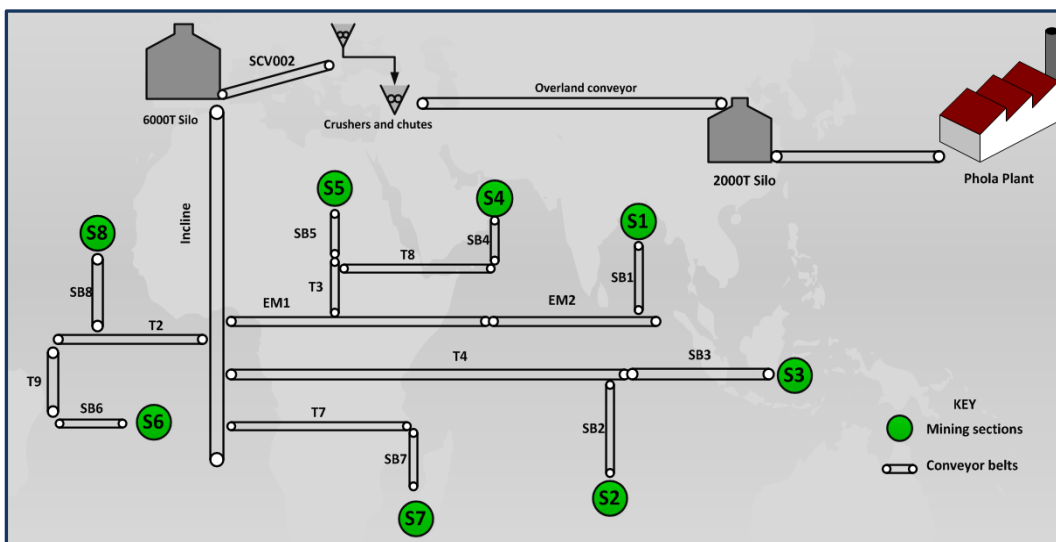 SCV002
6000T Silo
Crushers and chutes
Overland conveyor
2000T Silo
Phola Plant
Incline
S5
S4
S1
S8
SB5
SB4
SB1
SB8
T8
T3
EM1
EM2
T2
T4
SB3
S3
T9
SB6
S6
T7
SB7
SB2
S7
S2
KEY
Mining sections
Conveyor belts